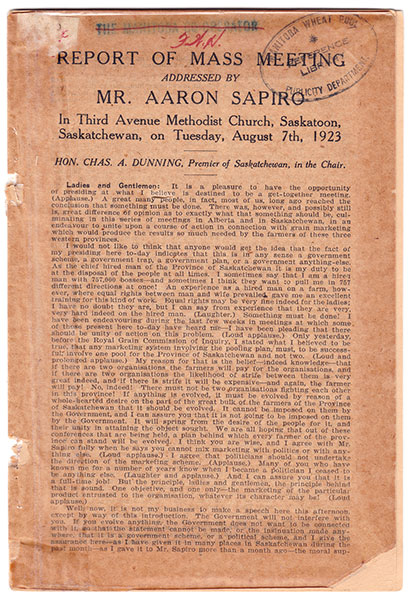 REPORT OF MASS MEETING
ADDRESSED BY
MR. AARON SAPIRO
In Third Avenue Methodist Church, Saskatoon,
Saskatchewan, on Tuesday, August 7th, 1923
HON. CHAS. A. DUNNING, Premier of Saskatchewan, in the Chair.
Ladies and Gentlemen: It is a pleasure to have the opportunity
of presiding at what I believe is destined to be a get-together meeting.
(Applause.) A great many people, in fact, most of us, long ago reached the
conclusion that something must be done. There was, however, and possibly still
is, great difference of opinion as to exactly what that something should be, cul-
minating in this series of meetings in Alberta and in Saskatchewan, in an
endeavour to unite upon a course of action in connection with grain marketing
which would produce the results so much needed by the farmers of these three
western provinces.
I would not like to think that anyone would get the idea that the fact of
my presiding here to-day indicates that this is in any sense a government
scheme, a government trap, a government plan, or a government anything-else.
As the chief hired man of the Province of Saskatchewan it is my duty to be
at the disposal of the people at all times. I sometimes say that I am a hired
man with 757,000 bosses—and sometimes I think they want to pull me in 757
different directions at once! An experience as a hired man on a farm, how-
ever, where equal rights between man and wife prevailed, gave me an excellent
training for this kind of work. Equal rights may be very fine indeed for the ladies;
I have no doubt they are, but I can say from experience that they are very,
very hard indeed on the hired man. (Laughter.) Something must be done! I
have been endeavouring during the last few weeks in meetings at which some
of those present here to-day have heard me—I have been pleading that there
should be unity of action on this problem. (Loud applause.) Only yesterday,
before the Royal Grain Commission of Inquiry, I stated what I believed to be
true, that any marketing system involving the pooling plan, must, to be success-
ful, involve one pool for the Province of Saskatchewan and not two. (Loud and
prolonged applause.) My reason for that is the belief—indeed knowledge—that
if there are two organisations the farmers will pay for the organisations, and
if there are two organisations the likelihood of strife between them is very
great indeed, and if there is strife it will be expensive—and again, the farmer
will pay! No, indeed! There must not be two organisations fighting each other
in this province! If anything is evolved, it must be evolved by reason of a
whole-hearted desire on the part of the great bulk of the farmers of the Province
of Saskatchewan that it should be evolved. It cannot be imposed on them by
the Government, and I can assure you that it is not going to be imposed on them
by the Government. It will spring from the desire of the people for it, and
their unity in attaining the object sought. We are all hoping that out of these
conferences that are being held, a plan behind which every farmer of the prov-
ince can stand will be evolved. I think you are wise, and I agree with Mr.
Sapiro fully when he says you cannot mix marketing with politics or with any-
thing else. (Loud applause.) I agree that politicians should not undertake
the direction of the marketing scheme. (Applause.) Many of you who have
known me for a number of years know when I became a politician I ceased to
be anything else. (Laughter and applause.) And I can assure you that it is
a full-time job! But the principle, ladies and gentlemen, the principle behind
that is sound. One objective, and one only—the marketing of the particular
product entrusted to the organisation, whatever its character may be! (Loud
applause.)
Well, now, it is not my business to make a speech here this afternoon,
except by way of this introduction. The Government will not interfere with
you. If you evolve anything, the Government does not want to be connected
with it, so that the statement cannot be made, or the insinuation made any-
where, that it is a government scheme, or a political scheme, and I give the
assurance here—as I have given it in many places in Saskatchewan during the
past month—as I gave it to Mr. Sapiro more than a month ago—the moral sup-
MANITOBA WHEAT POOL
REFERENCE
LIBRARY
PUBLICITY DEPARTMENT